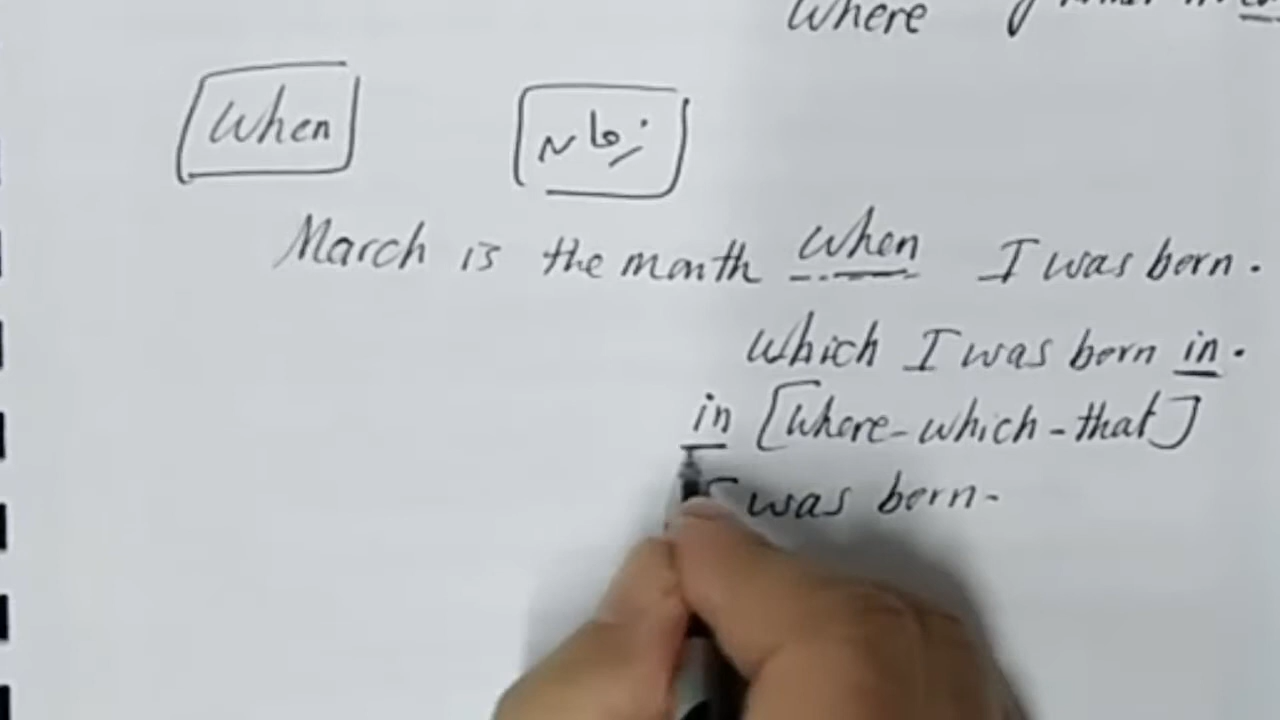 Where
When
زمان
March is the month when I was born.
Which I was born in.
in [Where-which-that]
I was born-